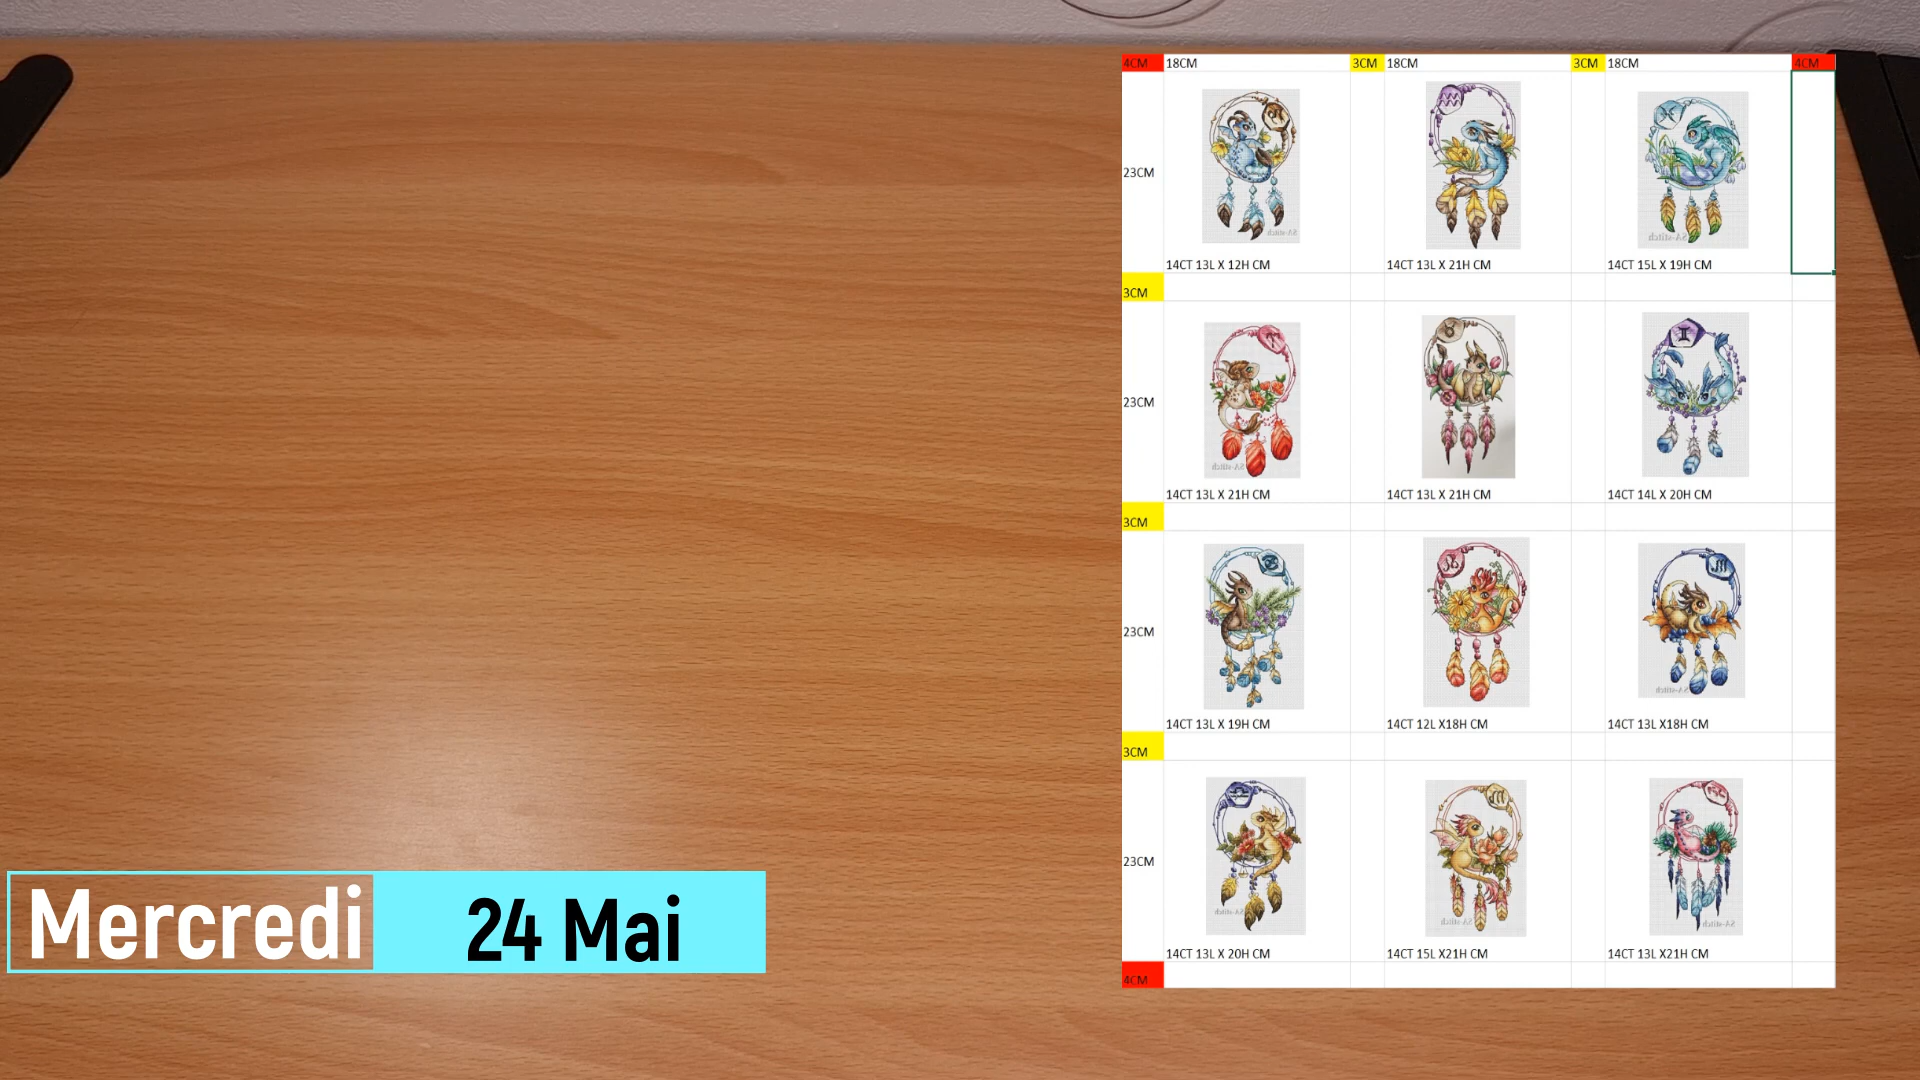 4CM 18CM 3CM 18CM 3CM 18CM 4CM
23CM
14CT 13L X 12H CM 14CT 13L X 21H CM 14CT 15L X 19H CM
3CM
23CM
14CT 13L X 21H CM 14CT 13L X 21H CM 14CT 14L X 20H CM
3CM
23CM
14CT 13L X 19H CM 14CT 12L X18H CM 14CT 13L X18H CM
3CM
23CM
14CT 13L X 20H CM 14CT 15L X21H CM 14CT 13L X21H CM
4CM
Mercredi 24 Mai